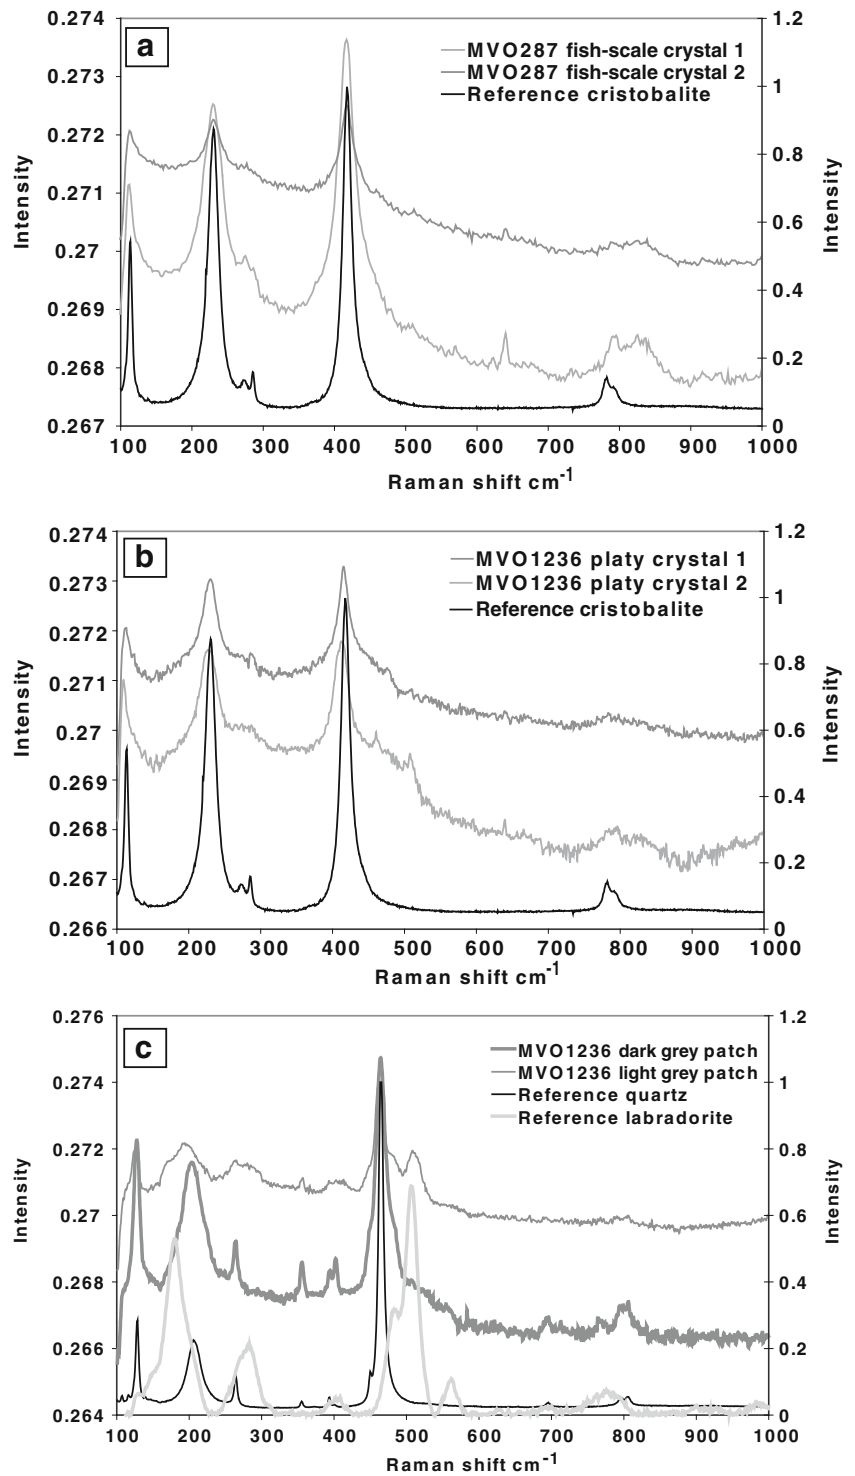 a
MVO287 fish-scale crystal 1
MVO287 fish-scale crystal 2
Reference cristobalite
0.274
0.273
0.272
0.271
0.27
0.269
0.268
0.267
Intensity
1.2
1
0.8
0.6
0.4
0.2
0
Intensity
100 200 300 400 500 600 700 800 900 1000
Raman shift cm-1
b
MVO1236 platy crystal 1
MVO1236 platy crystal 2
Reference cristobalite
0.274
0.273
0.272
0.271
0.27
0.269
0.268
0.267
0.266
Intensity
1.2
1
0.8
0.6
0.4
0.2
0
Intensity
100 200 300 400 500 600 700 800 900 1000
Raman shift cm-1
c
MVO1236 dark grey patch
MVO1236 light grey patch
Reference quartz
Reference labradorite
0.276
0.274
0.272
0.27
0.268
0.266
0.264
Intensity
1.2
1
0.8
0.6
0.4
0.2
0
Intensity
100 200 300 400 500 600 700 800 900 1000
Raman shift cm-1